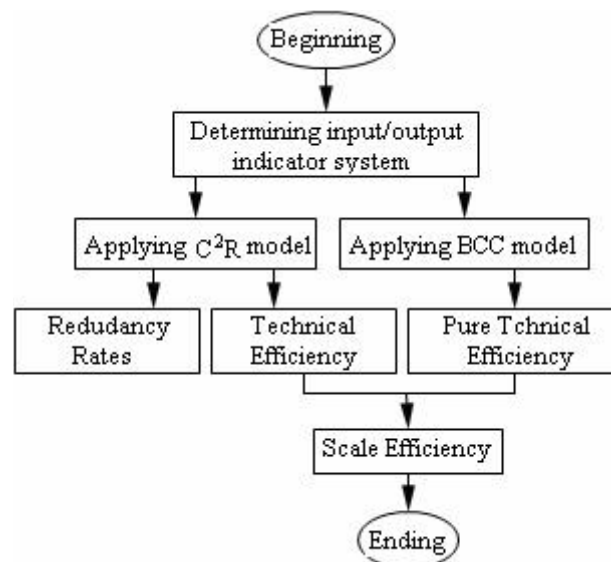 Beginning
Determining input/output
indicator system
Applying C²R model
Applying BCC model
Redudancy
Rates
Technical
Efficiency
Pure Tchnical
Efficiency
Scale Efficiency
Ending